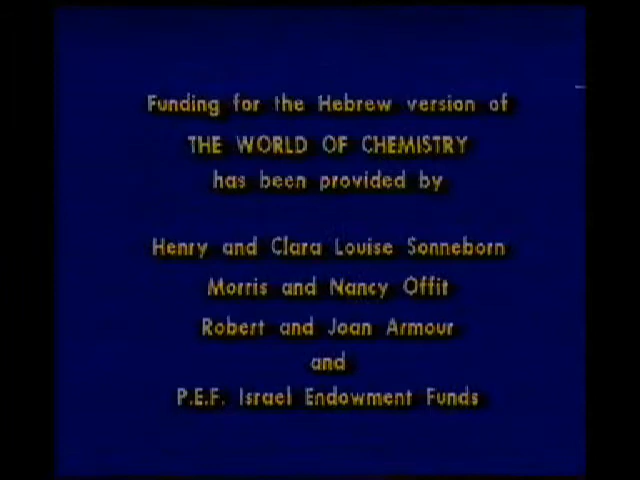 Funding for the Hebrew version of
THE WORLD OF CHEMISTRY
has been provided by
Henry and Clara Louise Sonneborn
Morris and Nancy Offit
Robert and Joan Armour
and
P.E.F. Israel Endowment Funds